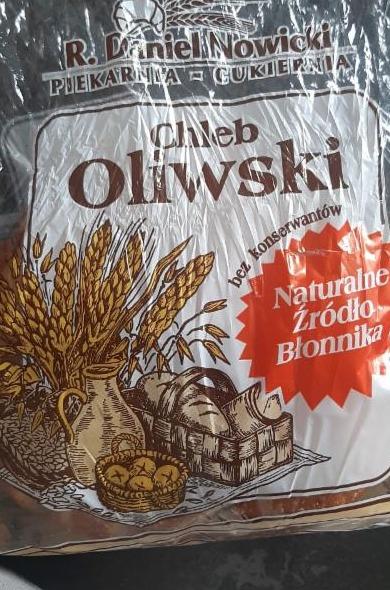 R. Daniel Nowicki
PIEKARNIA - CUKIERNIA
Chleb
Oliwski
bez konserwantów
Naturalne
Źródło
Błonnika